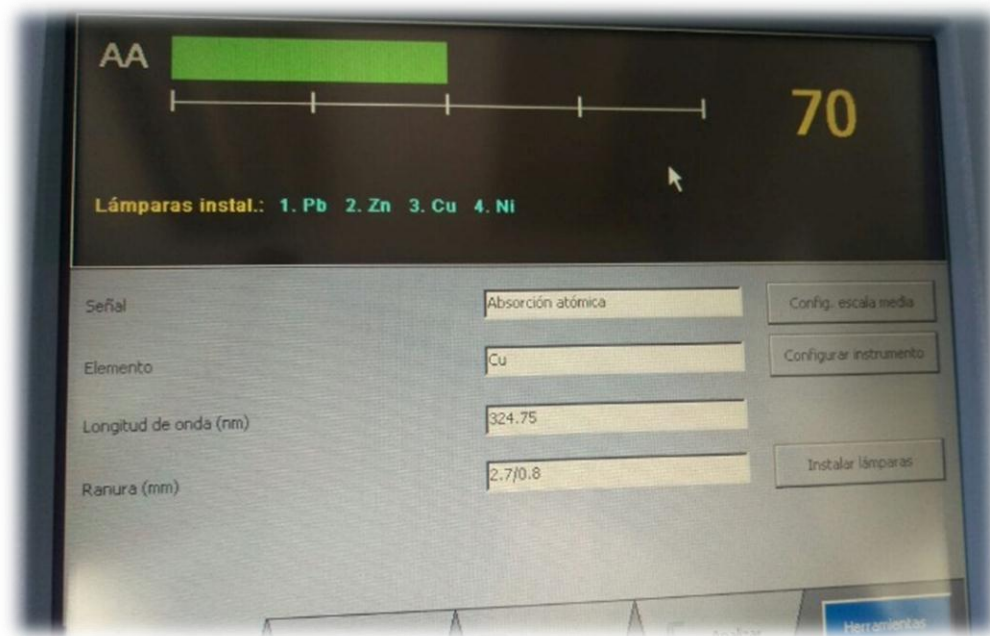 AA
70
Lámparas instal.: 1. Pb 2. Zn 3. Cu 4. Ni
Señal Absorción atómica Config. escala media
Elemento Cu Configurar instrumento
Longitud de onda (nm) 324.75
Ranura (mm) 2.7/0.8 Instalar lámparas
Analizar Herramientas